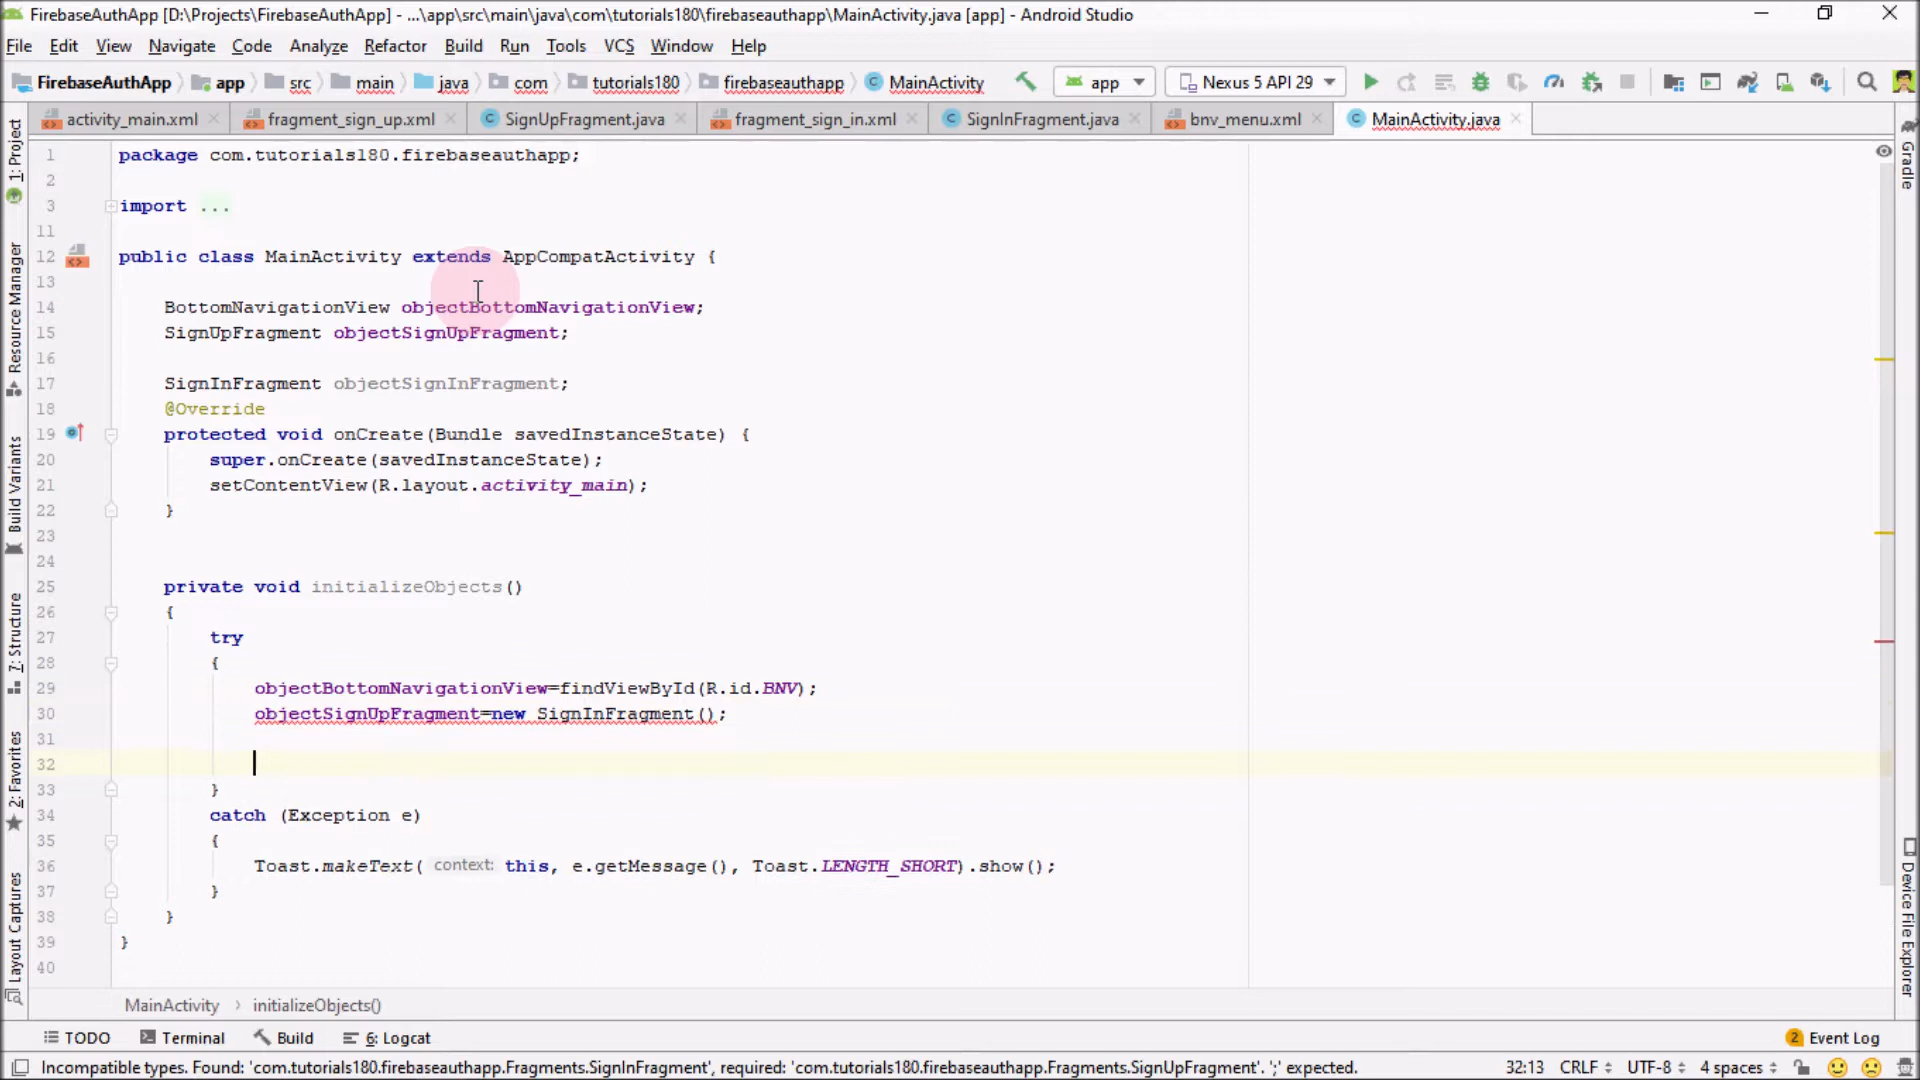 FirebaseAuthApp [D:\Projects\FirebaseAuthApp] - ...\app\src\main\java\com\tutorials180\firebaseauthapp\MainActivity.java [app] - Android Studio
File Edit View Navigate Code Analyze Refactor Build Run Tools VCS Window Help
FirebaseAuthApp app src main java com tutorials180 firebaseauthapp MainActivity app Nexus 5 API 29
activity_main.xml fragment_sign_up.xml SignUpFragment.java fragment_sign_in.xml SignInFragment.java bnv_menu.xml MainActivity.java
1: Project
Resource Manager
Build Variants
7: Structure
2: Favorites
Layout Captures
1 package com.tutorials180.firebaseauthapp;
2
3 import ...
11
12 public class MainActivity extends AppCompatActivity {
13
14 BottomNavigationView objectBottomNavigationView;
15 SignUpFragment objectSignUpFragment;
16
17 SignInFragment objectSignInFragment;
18 @Override
19 protected void onCreate(Bundle savedInstanceState) {
20 super.onCreate(savedInstanceState);
21 setContentView(R.layout.activity_main);
22 }
23
24
25 private void initializeObjects()
26 {
27 try
28 {
29 objectBottomNavigationView=findViewById(R.id.BNV);
30 objectSignUpFragment=new SignInFragment();
31
32
33 }
34 catch (Exception e)
35 {
36 Toast.makeText( context: this, e.getMessage(), Toast.LENGTH_SHORT).show();
37 }
38 }
39 }
40
Gradle
Device File Explorer
MainActivity initializeObjects()
TODO Terminal Build 6: Logcat 2 Event Log
Incompatible types. Found: 'com.tutorials180.firebaseauthapp.Fragments.SignInFragment', required: 'com.tutorials180.firebaseauthapp.Fragments.SignUpFragment'. ';' expected. 32:13 CRLF UTF-8 4 spaces